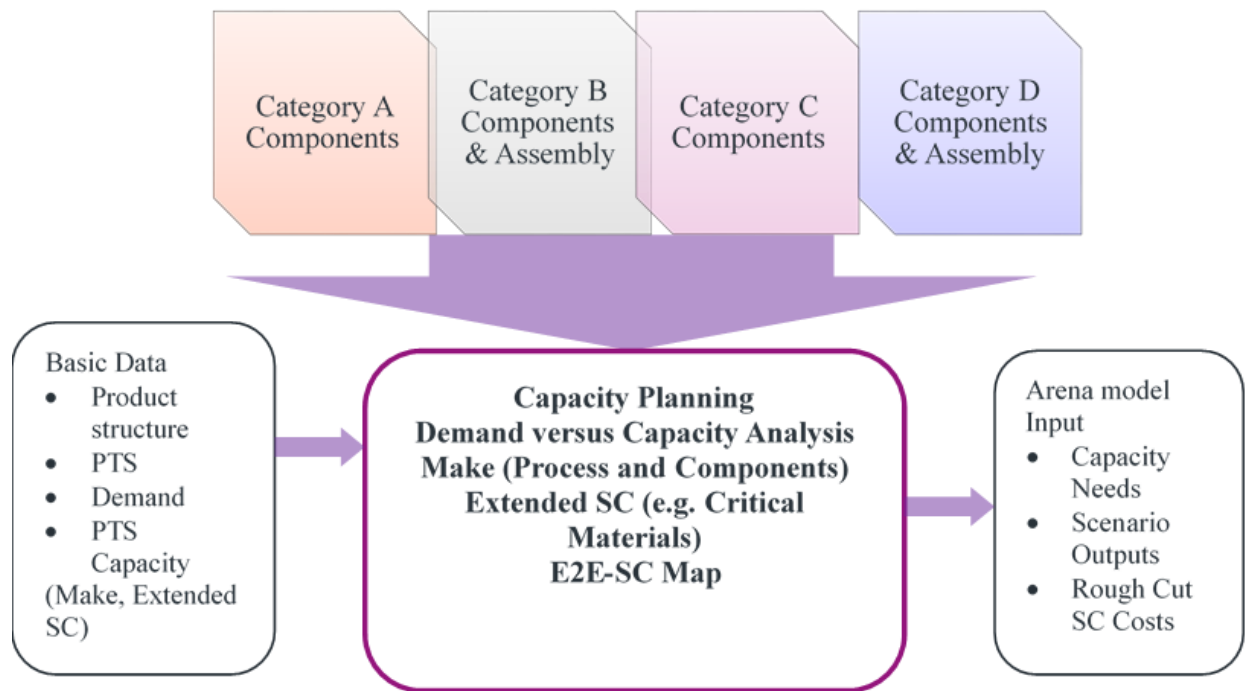 Category A
Components
Category B
Components
& Assembly
Category C
Components
Category D
Components
& Assembly
Basic Data
• Product
structure
• PTS
• Demand
• PTS
Capacity
(Make, Extended
SC)
Capacity Planning
Demand versus Capacity Analysis
Make (Process and Components)
Extended SC (e.g. Critical
Materials)
E2E-SC Map
Arena model
Input
• Capacity
Needs
• Scenario
Outputs
• Rough Cut
SC Costs